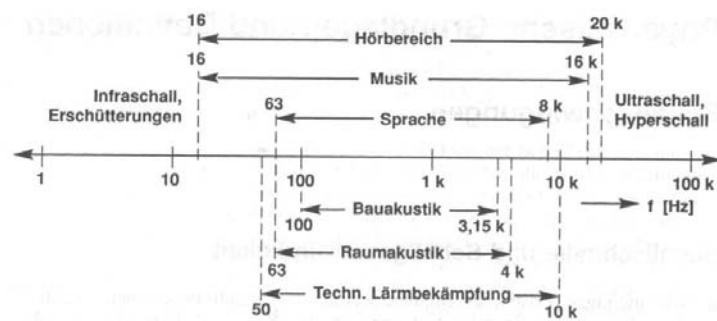 16 20 k
Hörbereich
16 16 k
Musik
Infraschall,
Erschütterungen
63 8 k
Sprache
Ultraschall,
Hyperschall
1 10 100 1 k 10 k 100 k
f [Hz]
Bauakustik
100 3,15 k
Raumakustik
63 4 k
Techn. Lärmbekämpfung
50 10 k